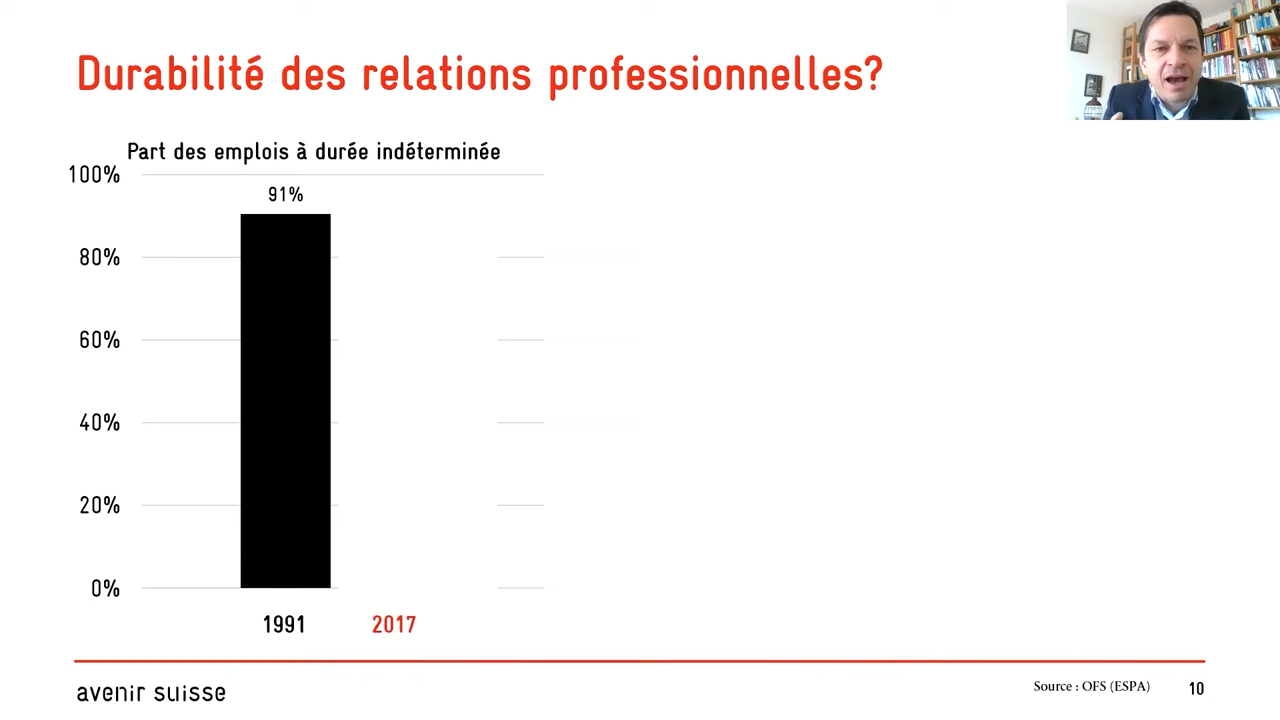 Durabilité des relations professionnelles?
Part des emplois à durée indéterminée
100%
91%
80%
60%
40%
20%
0%
1991
2017
avenir suisse
Source : OFS (ESPA)
10